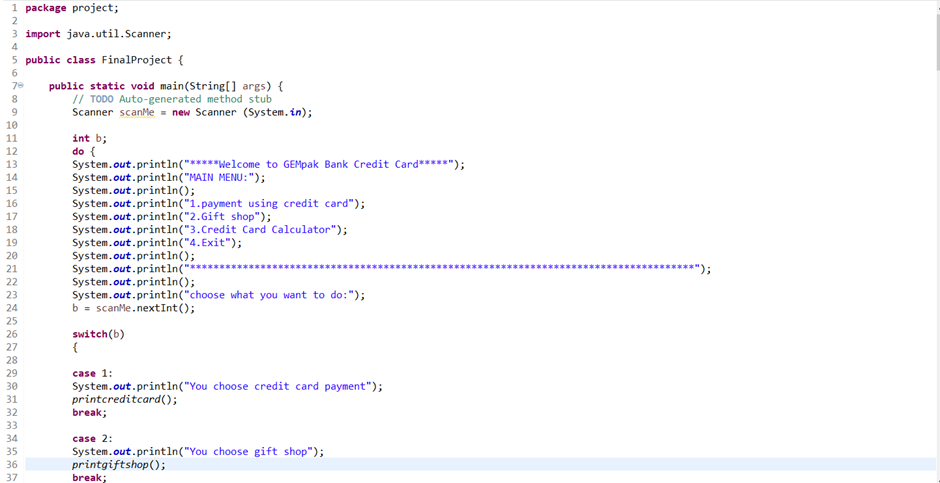 1 package project;
2
3 import java.util.Scanner;
4
5 public class FinalProject {
6
7 public static void main(String[] args) {
8 // TODO Auto-generated method stub
9 Scanner scanMe = new Scanner (System.in);
10
11 int b;
12 do {
13 System.out.println("*****Welcome to GEMpak Bank Credit Card*****");
14 System.out.println("MAIN MENU:");
15 System.out.println();
16 System.out.println("1.payment using credit card");
17 System.out.println("2.Gift shop");
18 System.out.println("3.Credit Card Calculator");
19 System.out.println("4.Exit");
20 System.out.println();
21 System.out.println("**************************************************************************************");
22 System.out.println();
23 System.out.println("choose what you want to do:");
24 b = scanMe.nextInt();
25
26 switch(b)
27 {
28
29 case 1:
30 System.out.println("You choose credit card payment");
31 printcreditcard();
32 break;
33
34 case 2:
35 System.out.println("You choose gift shop");
36 printgiftshop();
37 break;